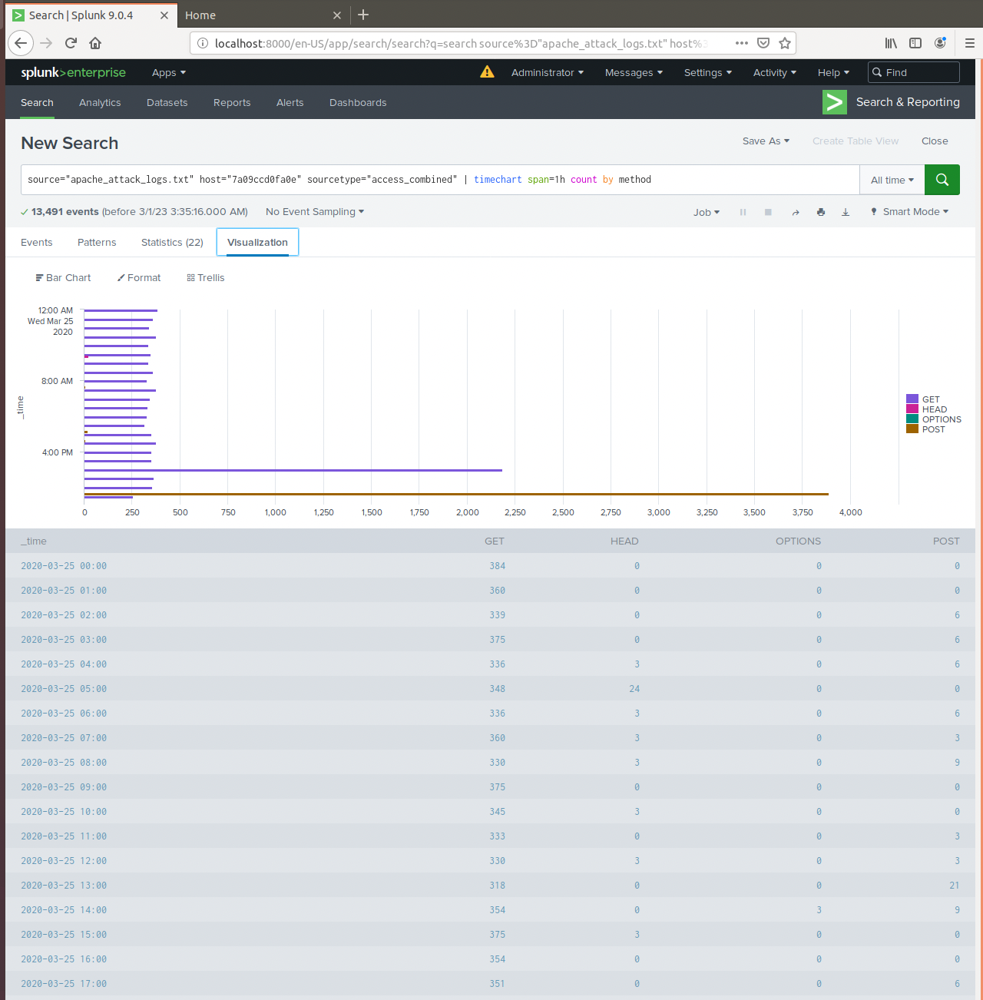 Search | Splunk 9.0.4
Home
localhost:8000/en-US/app/search/search?q=search source%3D"apache_attack_logs.txt" host%3
splunk>enterprise Apps Administrator Messages Settings Activity Help Find
Search Analytics Datasets Reports Alerts Dashboards Search & Reporting
New Search Save As Create Table View Close
source="apache_attack_logs.txt" host="7a09ccd0fa0e" sourcetype="access_combined" | timechart span=1h count by method All time
13,491 events (before 3/1/23 3:35:16.000 AM) No Event Sampling Job Smart Mode
Events Patterns Statistics (22) Visualization
Bar Chart Format Trellis
12:00 AM
Wed Mar 25
2020
8:00 AM
4:00 PM
_time
GET
HEAD
OPTIONS
POST
0 250 500 750 1,000 1,250 1,500 1,750 2,000 2,250 2,500 2,750 3,000 3,250 3,500 3,750 4,000
_time GET HEAD OPTIONS POST
2020-03-25 00:00 384 0 0 0
2020-03-25 01:00 360 0 0 0
2020-03-25 02:00 339 0 0 6
2020-03-25 03:00 375 0 0 6
2020-03-25 04:00 336 3 0 6
2020-03-25 05:00 348 24 0 0
2020-03-25 06:00 336 3 0 6
2020-03-25 07:00 360 3 0 3
2020-03-25 08:00 330 3 0 9
2020-03-25 09:00 375 0 0 0
2020-03-25 10:00 345 3 0 0
2020-03-25 11:00 333 0 0 3
2020-03-25 12:00 330 3 0 3
2020-03-25 13:00 318 0 0 21
2020-03-25 14:00 354 0 3 9
2020-03-25 15:00 375 3 0 0
2020-03-25 16:00 354 0 0 0
2020-03-25 17:00 351 0 0 6